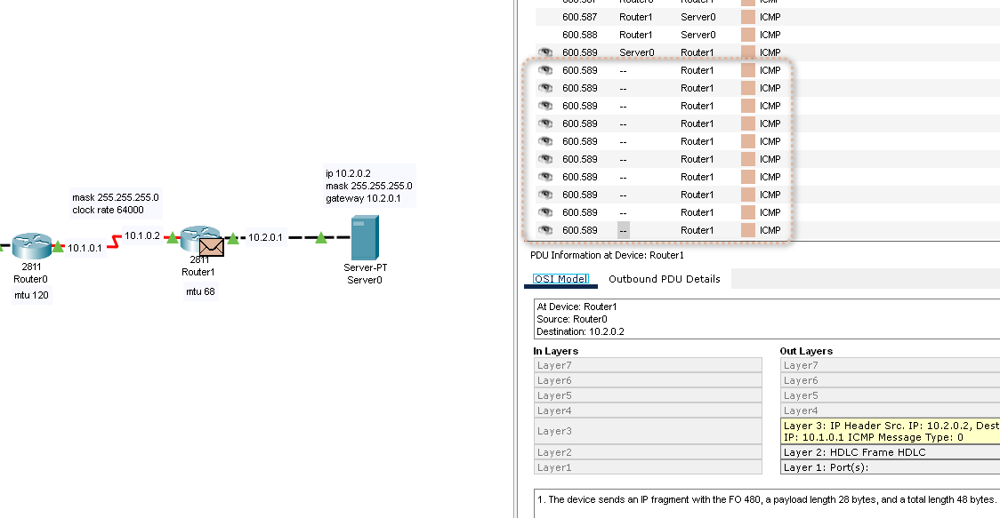 600.587 Router0 Router1 ICMP
600.587 Router1 Server0 ICMP
600.588 Router1 Server0 ICMP
600.589 Server0 Router1 ICMP
600.589 -- Router1 ICMP
600.589 -- Router1 ICMP
600.589 -- Router1 ICMP
600.589 -- Router1 ICMP
600.589 -- Router1 ICMP
600.589 -- Router1 ICMP
600.589 -- Router1 ICMP
600.589 -- Router1 ICMP
600.589 -- Router1 ICMP
600.589 -- Router1 ICMP
ip 10.2.0.2
mask 255.255.255.0
gateway 10.2.0.1
mask 255.255.255.0
clock rate 64000
10.1.0.1
10.1.0.2
10.2.0.1
2811
Router0
mtu 120
2811
Router1
mtu 68
Server-PT
Server0
PDU Information at Device: Router1
OSI Model Outbound PDU Details
At Device: Router1
Source: Router0
Destination: 10.2.0.2
In Layers
Layer7
Layer6
Layer5
Layer4
Layer3
Layer2
Layer1
Out Layers
Layer7
Layer6
Layer5
Layer4
Layer 3: IP Header Src. IP: 10.2.0.2, Dest
IP: 10.1.0.1 ICMP Message Type: 0
Layer 2: HDLC Frame HDLC
Layer 1: Port(s):
1. The device sends an IP fragment with the FO 480, a payload length 28 bytes, and a total length 48 bytes.